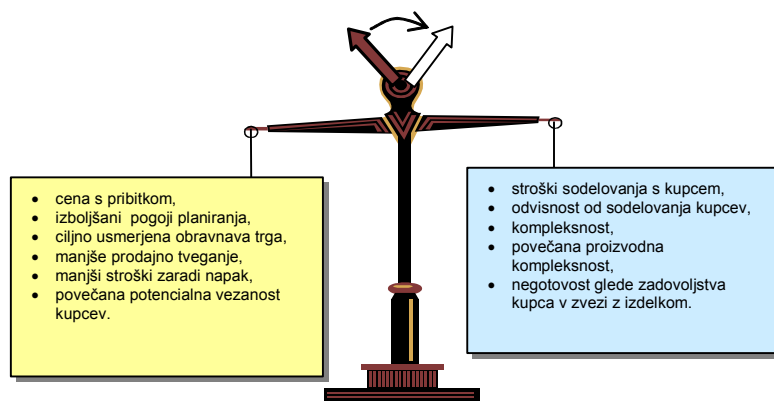 • cena s pribitkom,
• izboljšani pogoji planiranja,
• ciljno usmerjena obravnava trga,
• manjše prodajno tveganje,
• manjši stroški zaradi napak,
• povečana potencialna vezanost
kupcev.
• stroški sodelovanja s kupcem,
• odvisnost od sodelovanja kupcev,
• kompleksnost,
• povečana proizvodna
kompleksnost,
• negotovost glede zadovoljstva
kupca v zvezi z izdelkom.